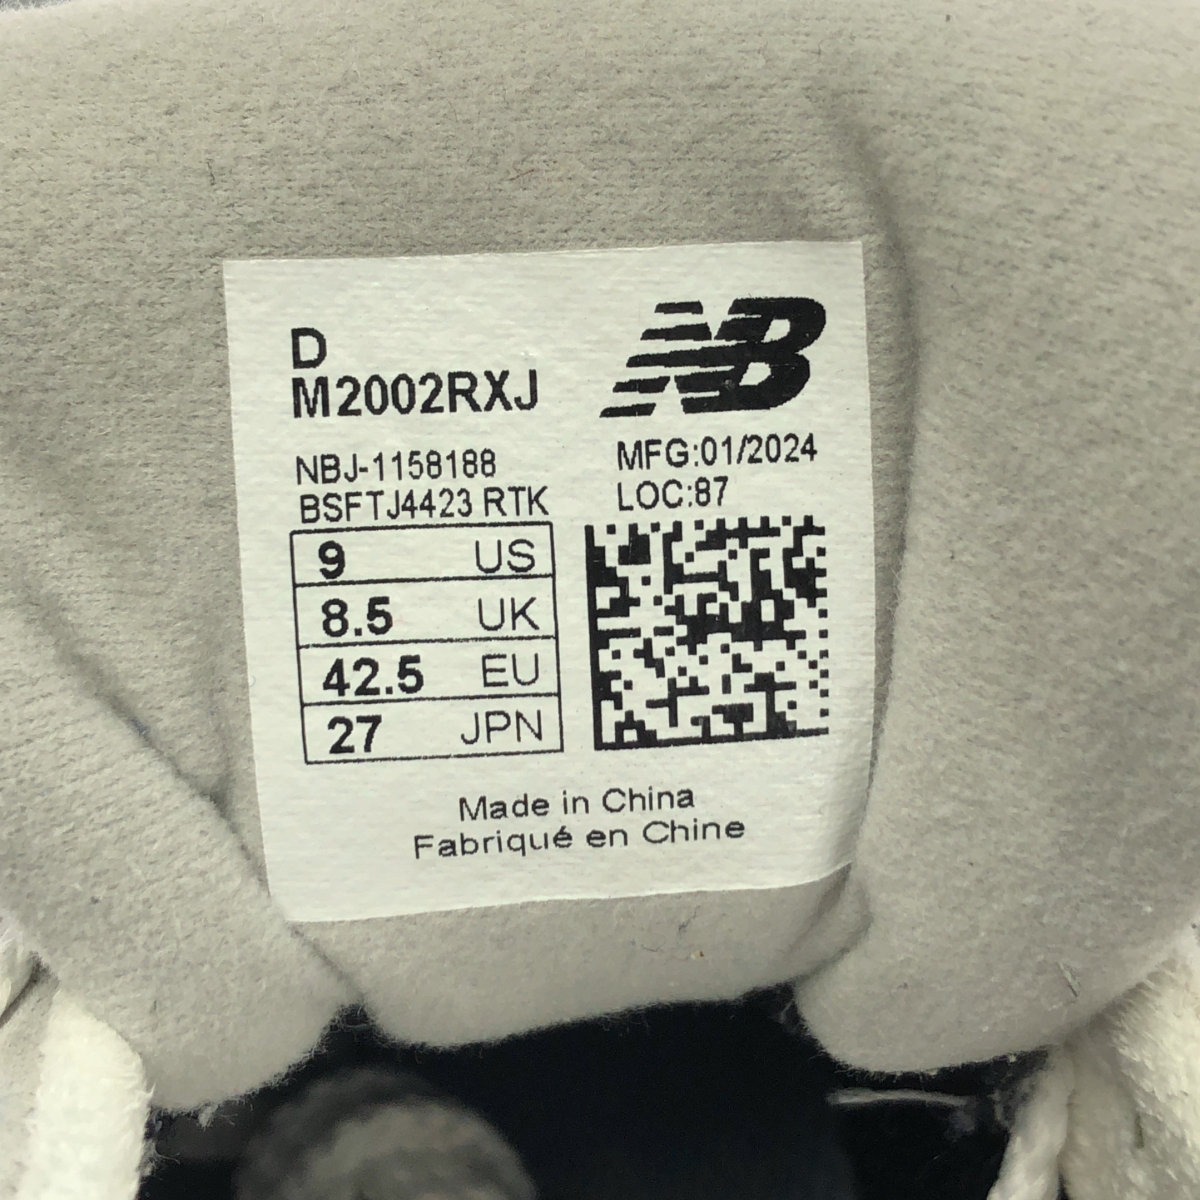 D
M2002RXJ
NB
NBJ-1158188
BSFTJ4423 RTK
MFG:01/2024
LOC:87
9 US
8.5 UK
42.5 EU
27 JPN
Made in China
Fabriqué en Chine